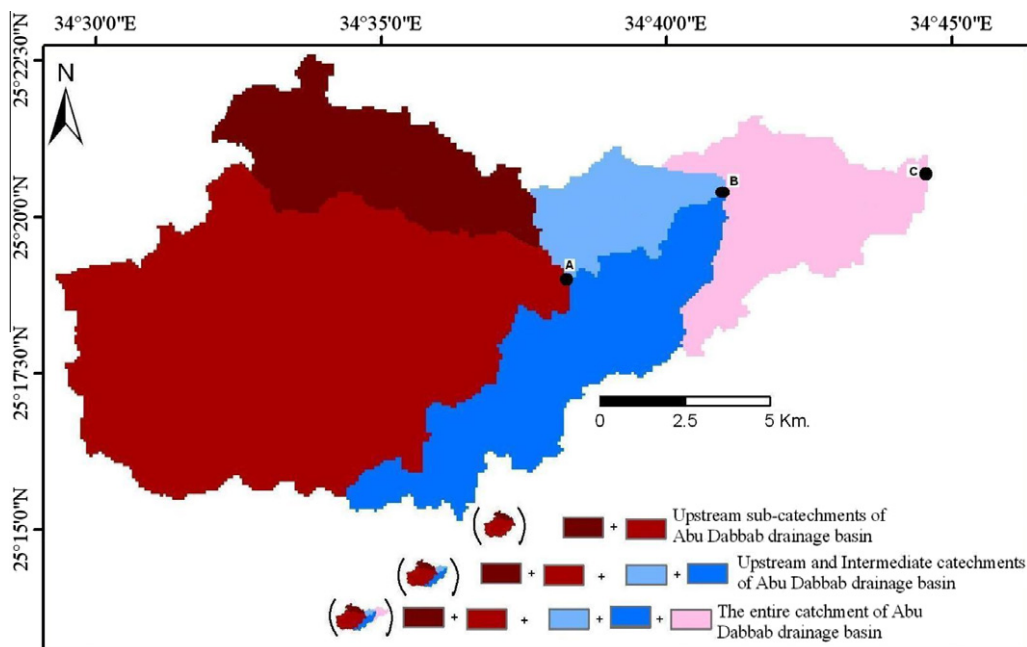 34°30'0"E 34°35'0"E 34°40'0"E 34°45'0"E
25°22'30"N
N
C
B
25°20'0"N
A
25°17'30"N
0 2.5 5 Km.
25°15'0"N
( ) + Upstream sub-catechments of
Abu Dabbab drainage basin
( ) + + + Upstream and Intermediate catechments
of Abu Dabbab drainage basin
( ) + + + + The entire catchment of Abu
Dabbab drainage basin